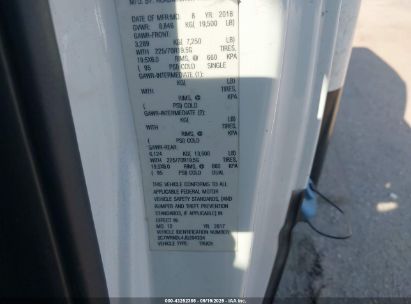 DATE OF MFR:MO. 8 YR. 2018
GVWR: 8,845 KG( 19,500 LB)
GAWR-FRONT:
3,289 KG( 7,250 LB)
WITH 225/70R19.5G TIRES,
19.5X6.0 RIMS, @ 660 KPA
( 95 PSI) COLD SINGLE
GAWR-INTERMEDIATE (1):
KG( LB)
WITH TIRES,
RIMS, @ KPA
( PSI) COLD
GAWR-INTERMEDIATE (2):
KG( LB)
WITH TIRES,
RIMS, @ KPA
( PSI) COLD
GAWR-REAR:
6,124 KG( 13,500 LB)
WITH 225/70R19.5G TIRES,
19.5X6.0 RIMS, @ 660 KPA
( 95 PSI) COLD DUAL
THIS VEHICLE CONFORMS TO ALL
APPLICABLE FEDERAL MOTOR
VEHICLE SAFETY STANDARDS, [AND
BUMPER AND THEFT PREVENTION
STANDARDS, IF APPLICABLE] IN
EFFECT IN
MO. 12 YR. 2017
VEHICLE IDENTIFICATION NUMBER:
VEHICLE TYPE: TRUCK